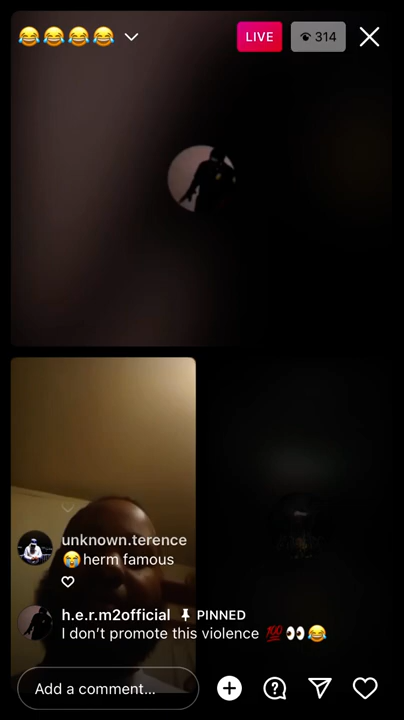 😂😂😂😂
LIVE
314
unknown.terence
😭herm famous
h.e.r.m2official PINNED
I don’t promote this violence 💯👀😂
Add a comment...